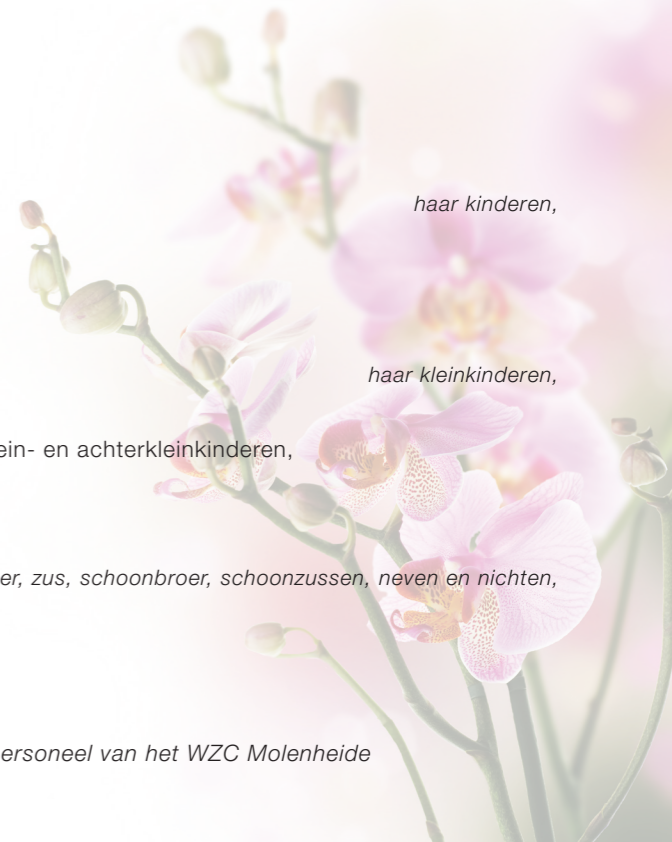 haar kinderen,
haar kleinkinderen,
ein- en achterkleinkinderen,
er, zus, schoonbroer, schoonzussen, neven en nichten,
ersoneel van het WZC Molenheide